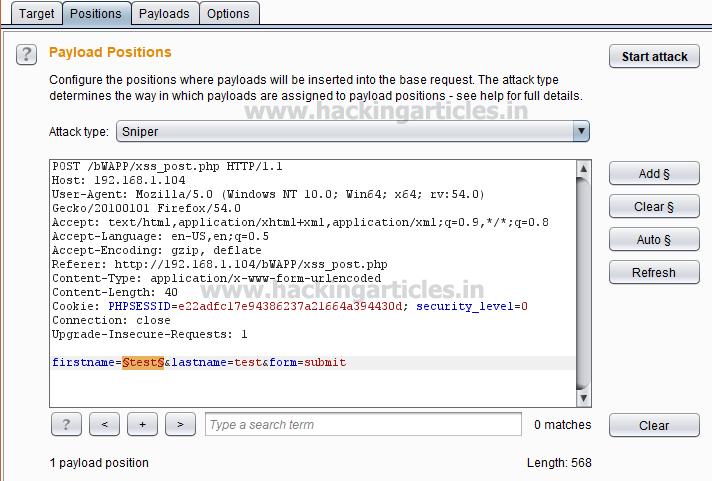 Target Positions Payloads Options
? Payload Positions Start attack
Configure the positions where payloads will be inserted into the base request. The attack type
determines the way in which payloads are assigned to payload positions - see help for full details.
www.hackingarticles.in
Attack type: Sniper
POST /bWAPP/xss_post.php HTTP/1.1
Host: 192.168.1.104
User-Agent: Mozilla/5.0 (Windows NT 10.0; Win64; x64; rv:54.0)
Gecko/20100101 Firefox/54.0
Accept: text/html,application/xhtml+xml,application/xml;q=0.9,*/*;q=0.8
Accept-Language: en-US,en;q=0.5
Accept-Encoding: gzip, deflate
Referer: http://192.168.1.104/bWAPP/xss_post.php
Content-Type: application/x-www-form-urlencoded
Content-Length: 40
www.hackingarticles.in
Cookie: PHPSESSID=e22adfc17e94386237a21664a394430d; security_level=0
Connection: close
Upgrade-Insecure-Requests: 1
firstname=§test§&lastname=test&form=submit
Add §
Clear §
Auto §
Refresh
? < + > Type a search term 0 matches Clear
1 payload position Length: 568